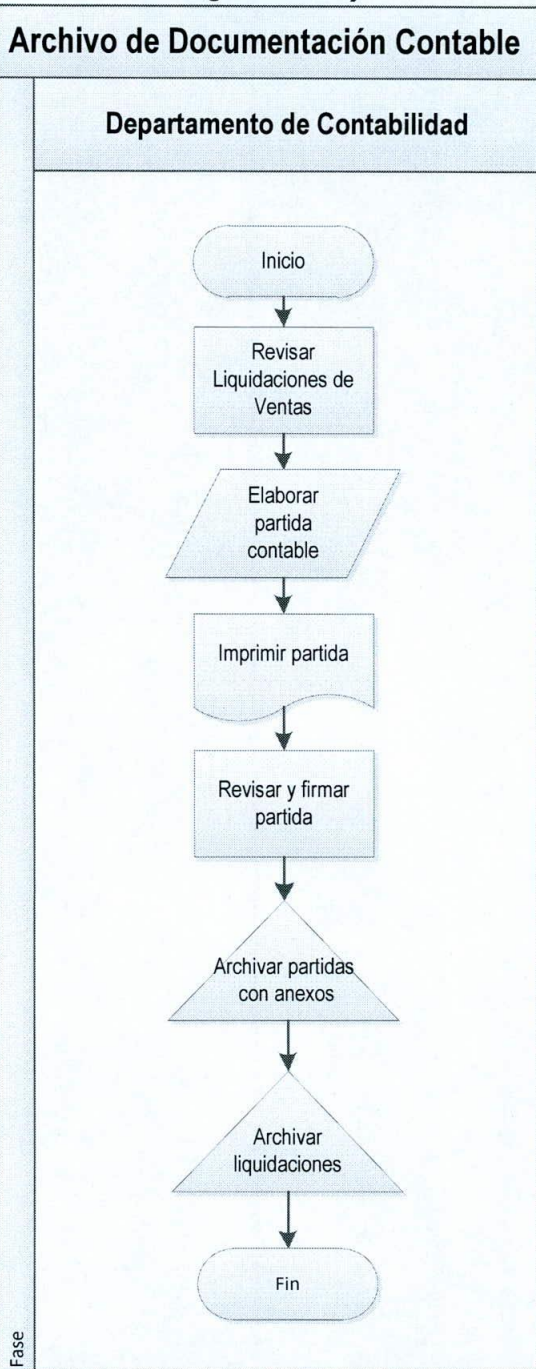 Archivo de Documentación Contable
Departamento de Contabilidad
Inicio
Revisar
Liquidaciones de
Ventas
Elaborar
partida
contable
Imprimir partida
Revisar y firmar
partida
Archivar partidas
con anexos
Archivar
liquidaciones
Fin
Fase